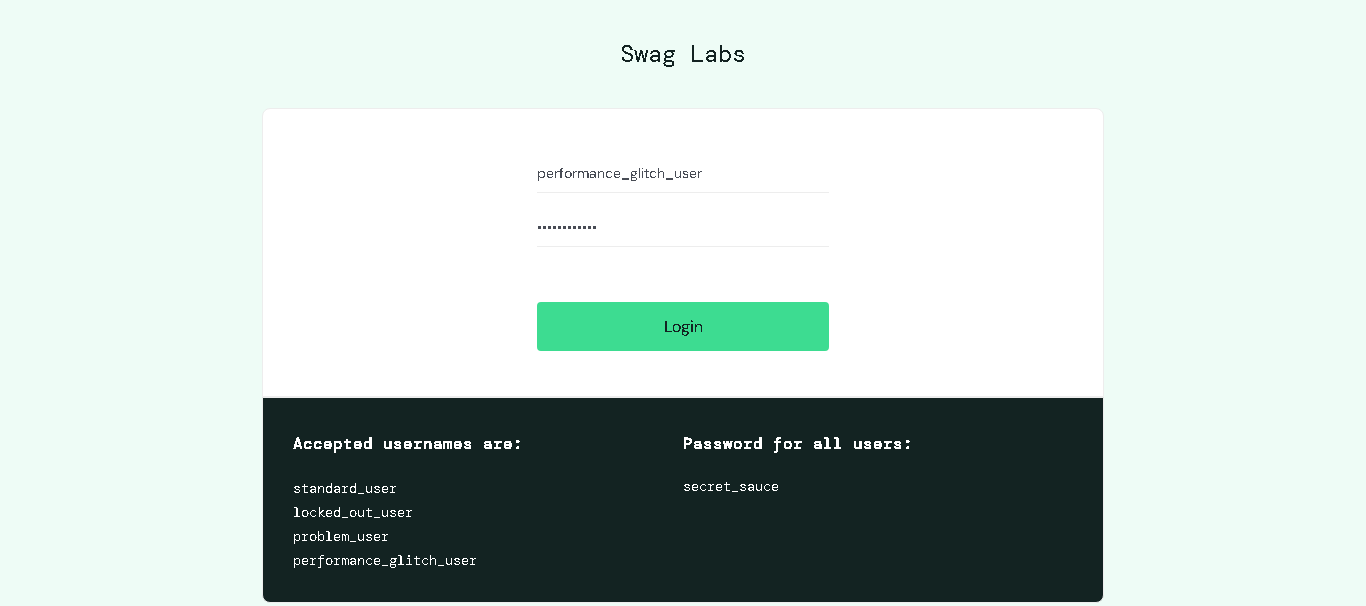 Swag Labs
performance_glitch_user
••••••••••••
Login
Accepted usernames are:
standard_user
locked_out_user
problem_user
performance_glitch_user
Password for all users:
secret_sauce